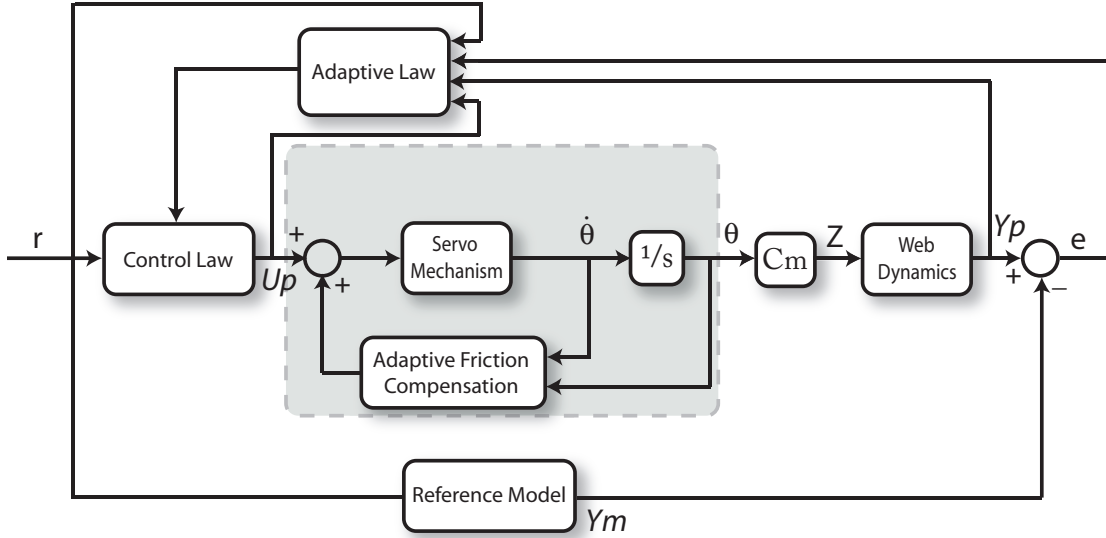 Adaptive Law
r
Control Law
Up
+
+
Servo
Mechanism
θ̇
1/s
θ
Cm
Z
Web
Dynamics
Yp
+
−
e
Adaptive Friction
Compensation
Reference Model
Ym